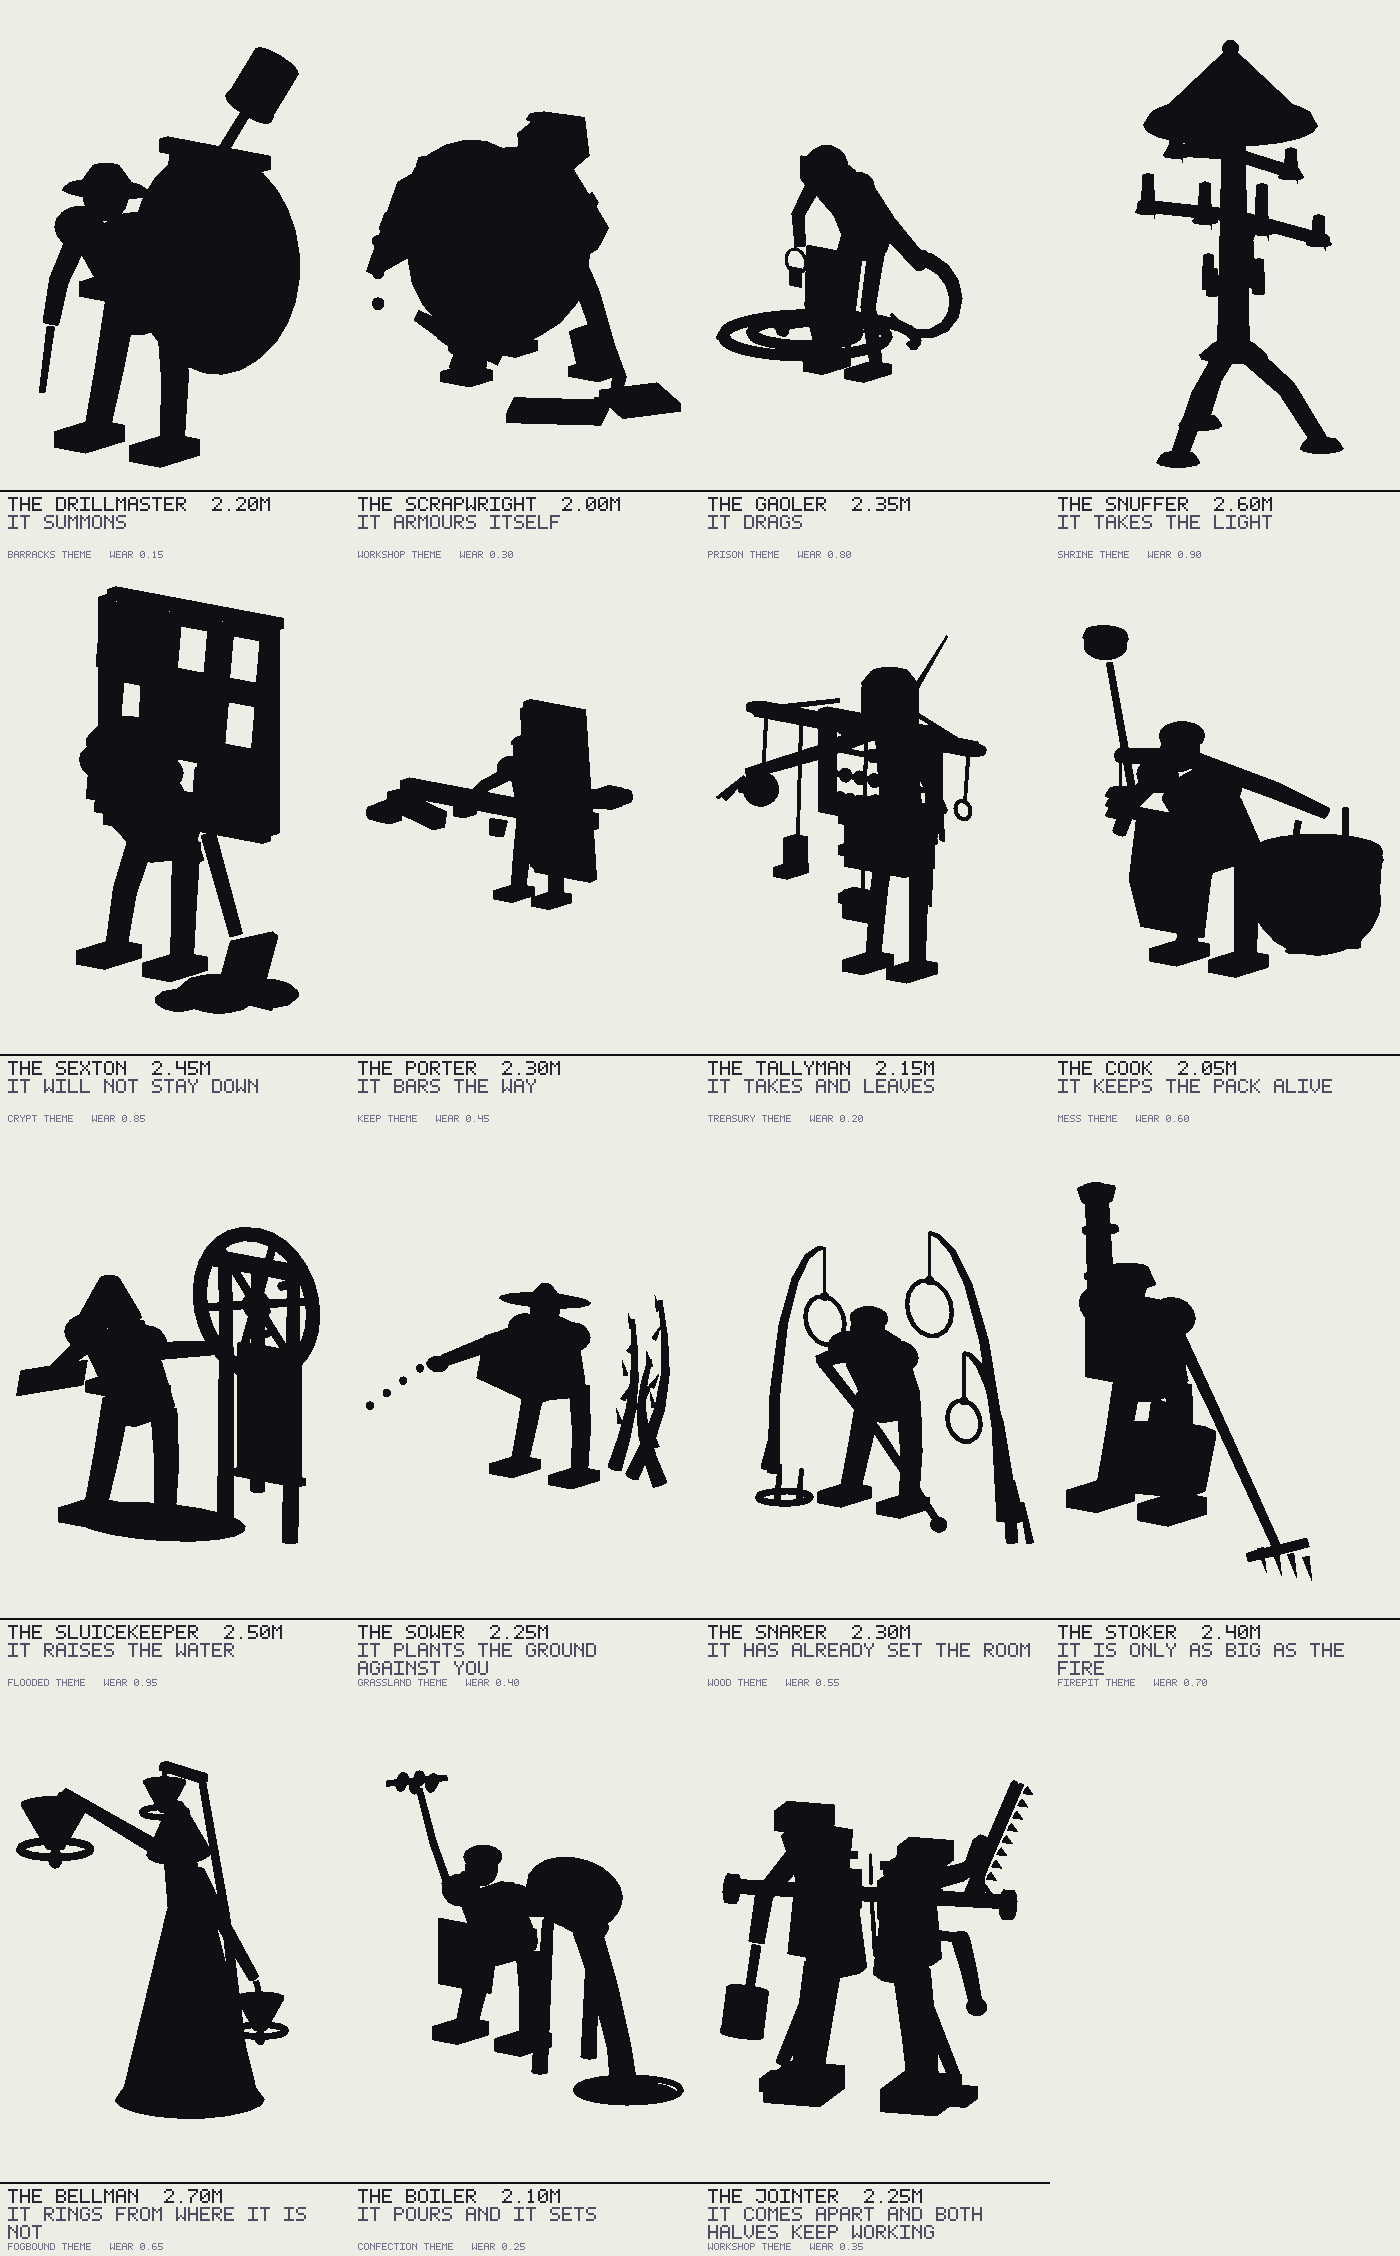 THE DRILLMASTER 2.20M
IT SUMMONS
BARRACKS THEME WEAR 0.15
THE SCRAPWRIGHT 2.00M
IT ARMOURS ITSELF
WORKSHOP THEME WEAR 0.30
THE GAOLER 2.35M
IT DRAGS
PRISON THEME WEAR 0.80
THE SNUFFER 2.60M
IT TAKES THE LIGHT
SHRINE THEME WEAR 0.90
THE SEXTON 2.45M
IT WILL NOT STAY DOWN
CRYPT THEME WEAR 0.85
THE PORTER 2.30M
IT BARS THE WAY
KEEP THEME WEAR 0.45
THE TALLYMAN 2.15M
IT TAKES AND LEAVES
TREASURY THEME WEAR 0.20
THE COOK 2.05M
IT KEEPS THE PACK ALIVE
MESS THEME WEAR 0.60
THE SLUICEKEEPER 2.50M
IT RAISES THE WATER
FLOODED THEME WEAR 0.95
THE SOWER 2.25M
IT PLANTS THE GROUND
AGAINST YOU
GRASSLAND THEME WEAR 0.40
THE SNARER 2.30M
IT HAS ALREADY SET THE ROOM
WOOD THEME WEAR 0.55
THE STOKER 2.40M
IT IS ONLY AS BIG AS THE
FIRE
FIREPIT THEME WEAR 0.70
THE BELLMAN 2.70M
IT RINGS FROM WHERE IT IS
NOT
FOGBOUND THEME WEAR 0.65
THE BOILER 2.10M
IT POURS AND IT SETS
CONFECTION THEME WEAR 0.25
THE JOINTER 2.25M
IT COMES APART AND BOTH
HALVES KEEP WORKING
WORKSHOP THEME WEAR 0.35